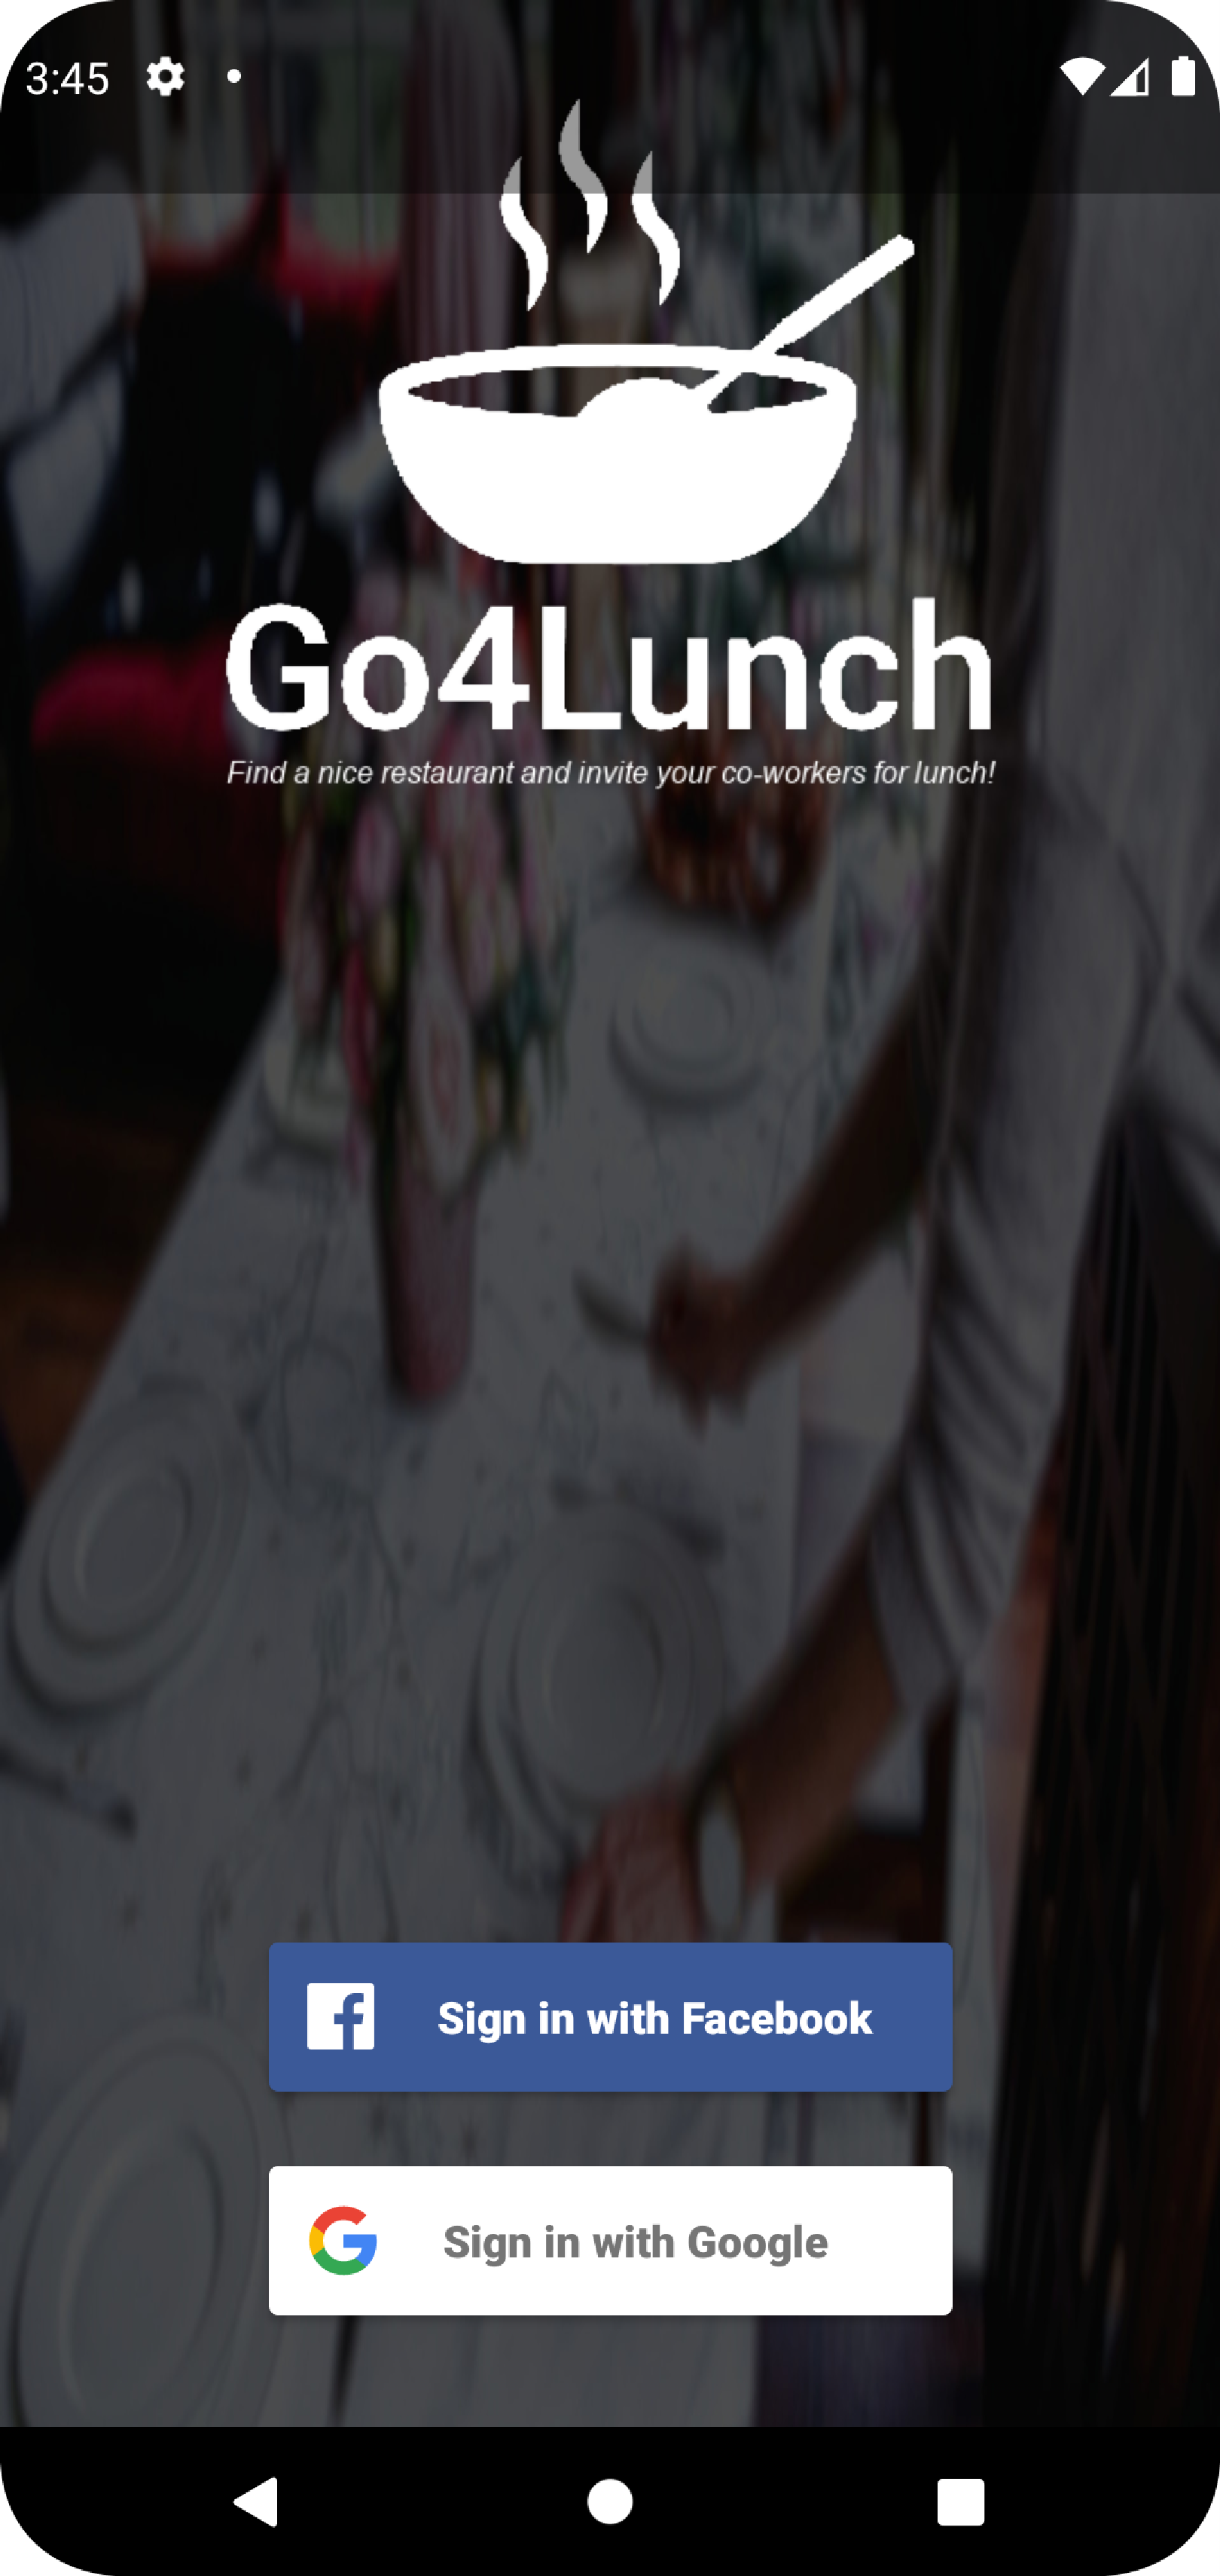 3:45
Go4Lunch
Find a nice restaurant and invite your co-workers for lunch!
Sign in with Facebook
Sign in with Google